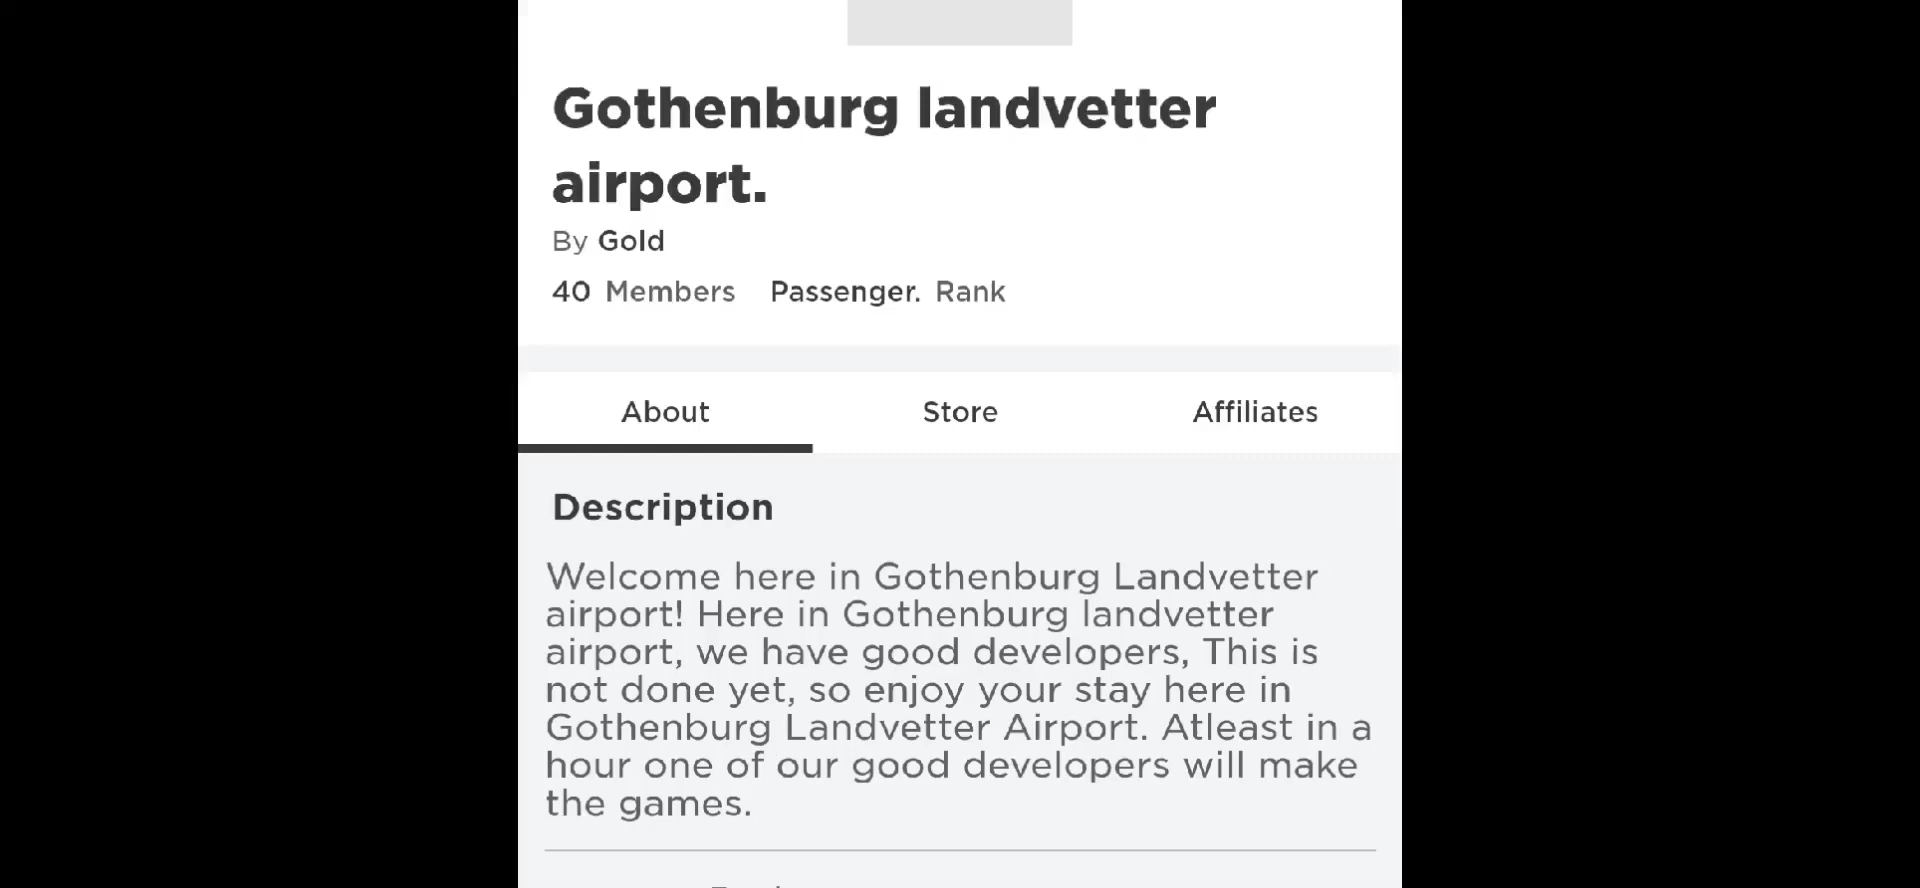 Gothenburg landvetter
airport.
By Gold
40 Members Passenger. Rank
About Store Affiliates
Description
Welcome here in Gothenburg Landvetter
airport! Here in Gothenburg landvetter
airport, we have good developers, This is
not done yet, so enjoy your stay here in
Gothenburg Landvetter Airport. Atleast in a
hour one of our good developers will make
the games.